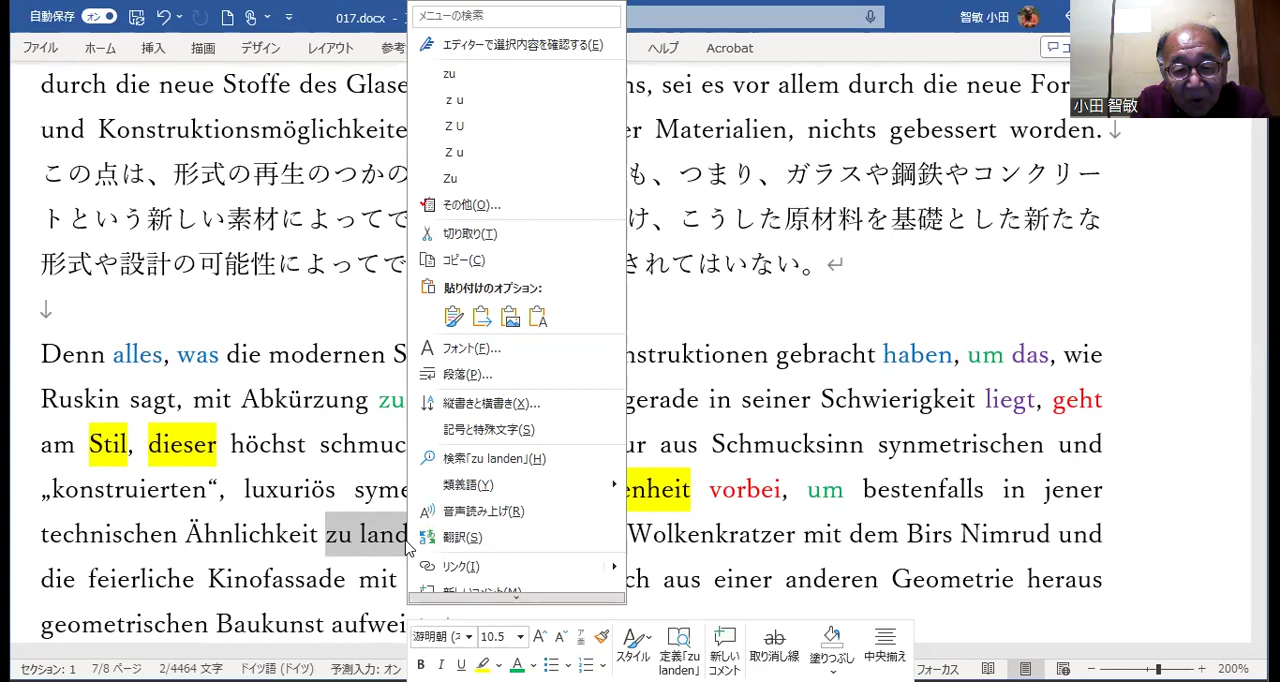 自動保存 オン 017.docx - 智敏 小田
ファイル ホーム 挿入 描画 デザイン レイアウト 参考 ヘルプ Acrobat
小田 智敏
メニューの検索
エディターで選択内容を確認する(E)
zu
z u
Z U
Z u
Zu
その他(O)...
切り取り(T)
コピー(C)
貼り付けのオプション:
フォント(F)...
段落(P)...
縦書きと横書き(X)...
記号と特殊文字(S)
検索「zu landen」(H)
類義語(Y)
音声読み上げ(R)
翻訳(S)
リンク(I)
新しいコメント(M)
durch die neue Stoffe des Glase ns, sei es vor allem durch die neue For
und Konstruktionsmöglichkeite er Materialien, nichts gebessert worden.
この点は、形式の再生のつかの も、つまり、ガラスや鋼鉄やコンクリー
トという新しい素材によってで け、こうした原材料を基礎とした新たな
形式や設計の可能性によってで されてはいない。
Denn alles, was die modernen S nstruktionen gebracht haben, um das, wie
Ruskin sagt, mit Abkürzung zu gerade in seiner Schwierigkeit liegt, geht
am Stil, dieser höchst schmuc ur aus Schmucksinn synmetrischen und
„konstruierten“, luxuriös syme enheit vorbei, um bestenfalls in jener
technischen Ähnlichkeit zu land Wolkenkratzer mit dem Birs Nimrud und
die feierliche Kinofassade mit ch aus einer anderen Geometrie heraus
geometrischen Baukunst aufwei
游明朝 10.5 A A
B I U A
スタイル 定義「zu landen」 新しいコメント 取り消し線 塗りつぶし 中央揃え
セクション: 1 7/8 ページ 2/4464 文字 ドイツ語 (ドイツ) 予測入力: オン フォーカス 200%